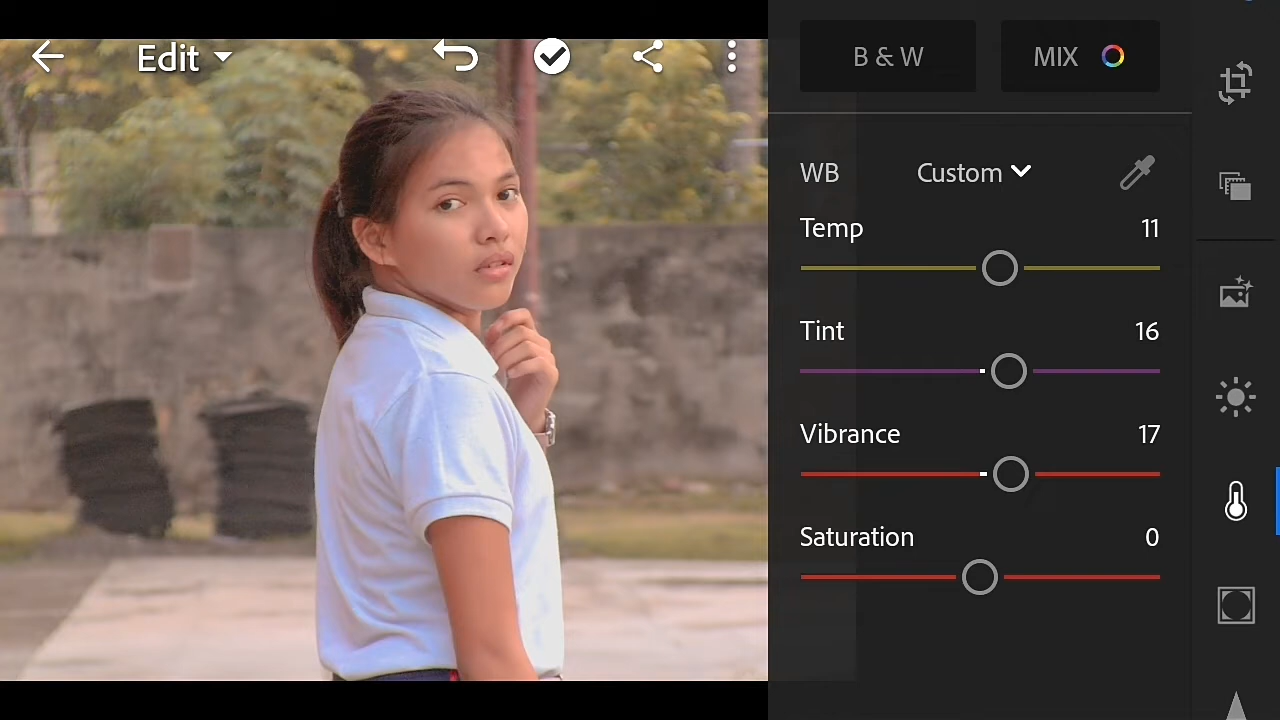 Edit
B & W
MIX
WB
Custom
Temp
11
Tint
16
Vibrance
17
Saturation
0